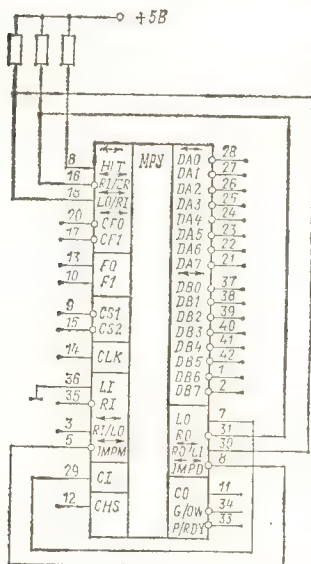 +5В
8 HIT
16 RI/ZR
18 LO/RI
20 CF0
17 CF1
13 F0
10 F1
9 CS1
15 CS2
14 CLK
36 LI
35 RI
3 RI/LO
5 IMPM
29 CI
12 CHS
MPY
DA0 28
DA1 27
DA2 26
DA3 25
DA4 24
DA5 23
DA6 22
DA7 21
DB0 37
DB1 38
DB2 39
DB3 40
DB4 41
DB5 42
DB6 1
DB7 2
LO 7
RO 31
RO/LI 30
IMPD 6
CO 11
G/OW 34
P/RDY 33